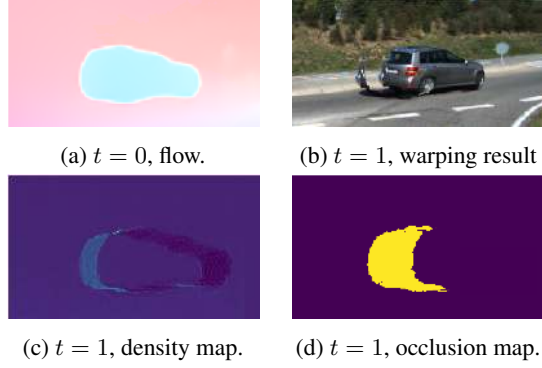 (a) t = 0, flow.
(b) t = 1, warping result
(c) t = 1, density map.
(d) t = 1, occlusion map.